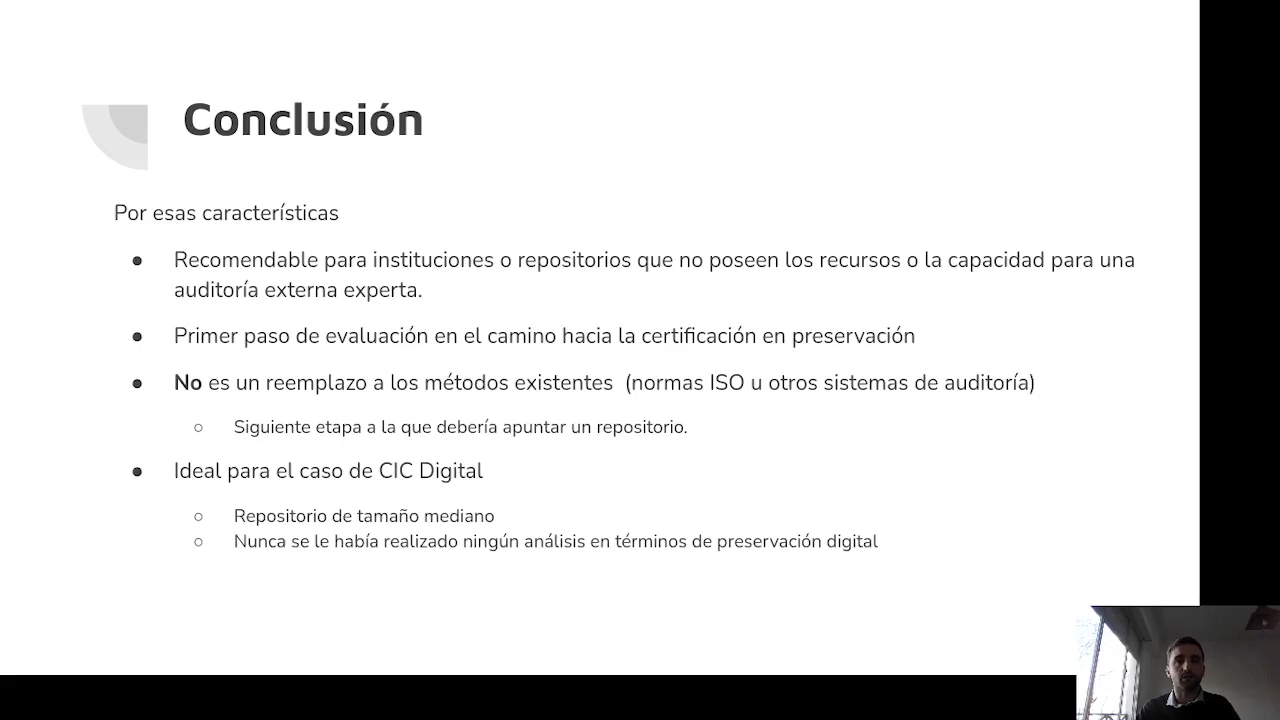 Conclusión
Por esas características
● Recomendable para instituciones o repositorios que no poseen los recursos o la capacidad para una
auditoría externa experta.
● Primer paso de evaluación en el camino hacia la certificación en preservación
● No es un reemplazo a los métodos existentes  (normas ISO u otros sistemas de auditoría)
○ Siguiente etapa a la que debería apuntar un repositorio.
● Ideal para el caso de CIC Digital
○ Repositorio de tamaño mediano
○ Nunca se le había realizado ningún análisis en términos de preservación digital